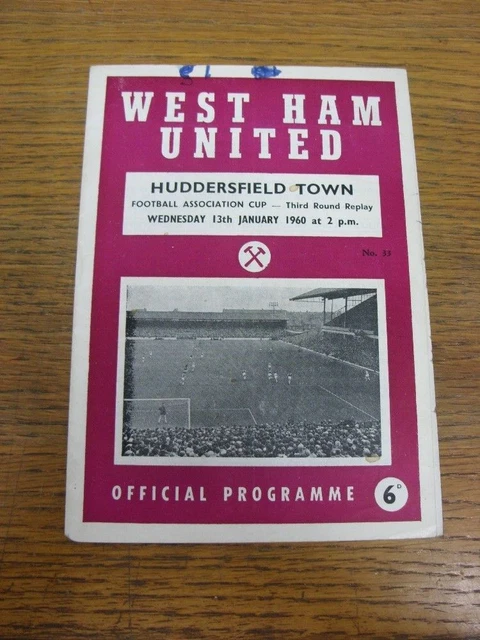 WEST HAM
UNITED
HUDDERSFIELD TOWN
FOOTBALL ASSOCIATION CUP — Third Round Replay
WEDNESDAY 13th JANUARY 1960 at 2 p.m.
No. 35
OFFICIAL PROGRAMME
6D